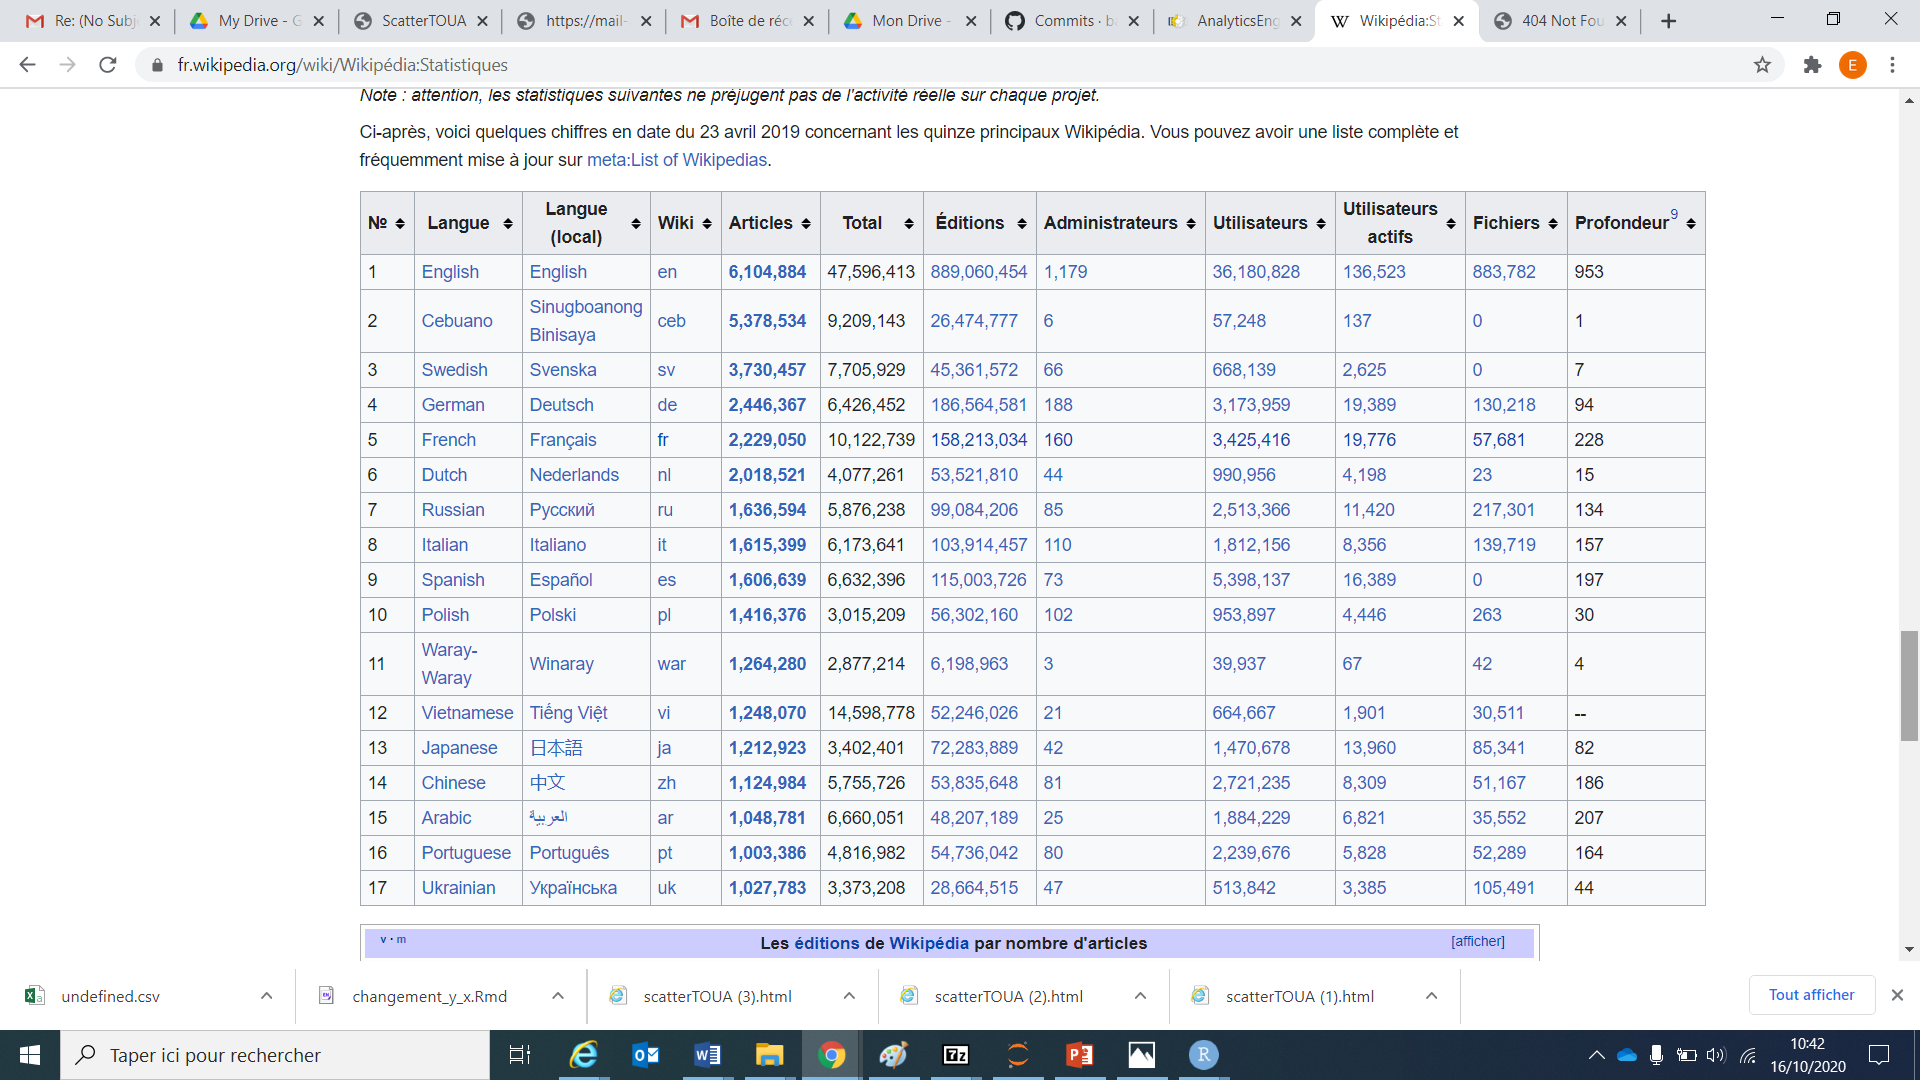 Re: (No Subj
My Drive - G
ScatterTOUA
https://mail-
Boîte de réc
Mon Drive -
Commits · b
AnalyticsEng
Wikipédia:St
404 Not Fou
fr.wikipedia.org/wiki/Wikipédia:Statistiques
E
Note : attention, les statistiques suivantes ne préjugent pas de l'activité réelle sur chaque projet.
Ci-après, voici quelques chiffres en date du 23 avril 2019 concernant les quinze principaux Wikipédia. Vous pouvez avoir une liste complète et
fréquemment mise à jour sur meta:List of Wikipedias.
№ Langue Langue (local) Wiki Articles Total Éditions Administrateurs Utilisateurs Utilisateurs actifs Fichiers Profondeur9
1 English English en 6,104,884 47,596,413 889,060,454 1,179 36,180,828 136,523 883,782 953
2 Cebuano Sinugboanong Binisaya ceb 5,378,534 9,209,143 26,474,777 6 57,248 137 0 1
3 Swedish Svenska sv 3,730,457 7,705,929 45,361,572 66 668,139 2,625 0 7
4 German Deutsch de 2,446,367 6,426,452 186,564,581 188 3,173,959 19,389 130,218 94
5 French Français fr 2,229,050 10,122,739 158,213,034 160 3,425,416 19,776 57,681 228
6 Dutch Nederlands nl 2,018,521 4,077,261 53,521,810 44 990,956 4,198 23 15
7 Russian Русский ru 1,636,594 5,876,238 99,084,206 85 2,513,366 11,420 217,301 134
8 Italian Italiano it 1,615,399 6,173,641 103,914,457 110 1,812,156 8,356 139,719 157
9 Spanish Español es 1,606,639 6,632,396 115,003,726 73 5,398,137 16,389 0 197
10 Polish Polski pl 1,416,376 3,015,209 56,302,160 102 953,897 4,446 263 30
11 Waray-Waray Winaray war 1,264,280 2,877,214 6,198,963 3 39,937 67 42 4
12 Vietnamese Tiếng Việt vi 1,248,070 14,598,778 52,246,026 21 664,667 1,901 30,511 --
13 Japanese 日本語 ja 1,212,923 3,402,401 72,283,889 42 1,470,678 13,960 85,341 82
14 Chinese 中文 zh 1,124,984 5,755,726 53,835,648 81 2,721,235 8,309 51,167 186
15 Arabic العربية ar 1,048,781 6,660,051 48,207,189 25 1,884,229 6,821 35,552 207
16 Portuguese Português pt 1,003,386 4,816,982 54,736,042 80 2,239,676 5,828 52,289 164
17 Ukrainian Українська uk 1,027,783 3,373,208 28,664,515 47 513,842 3,385 105,491 44
v · m Les éditions de Wikipédia par nombre d'articles [afficher]
undefined.csv
changement_y_x.Rmd
scatterTOUA (3).html
scatterTOUA (2).html
scatterTOUA (1).html
Tout afficher
Taper ici pour rechercher
10:42
16/10/2020